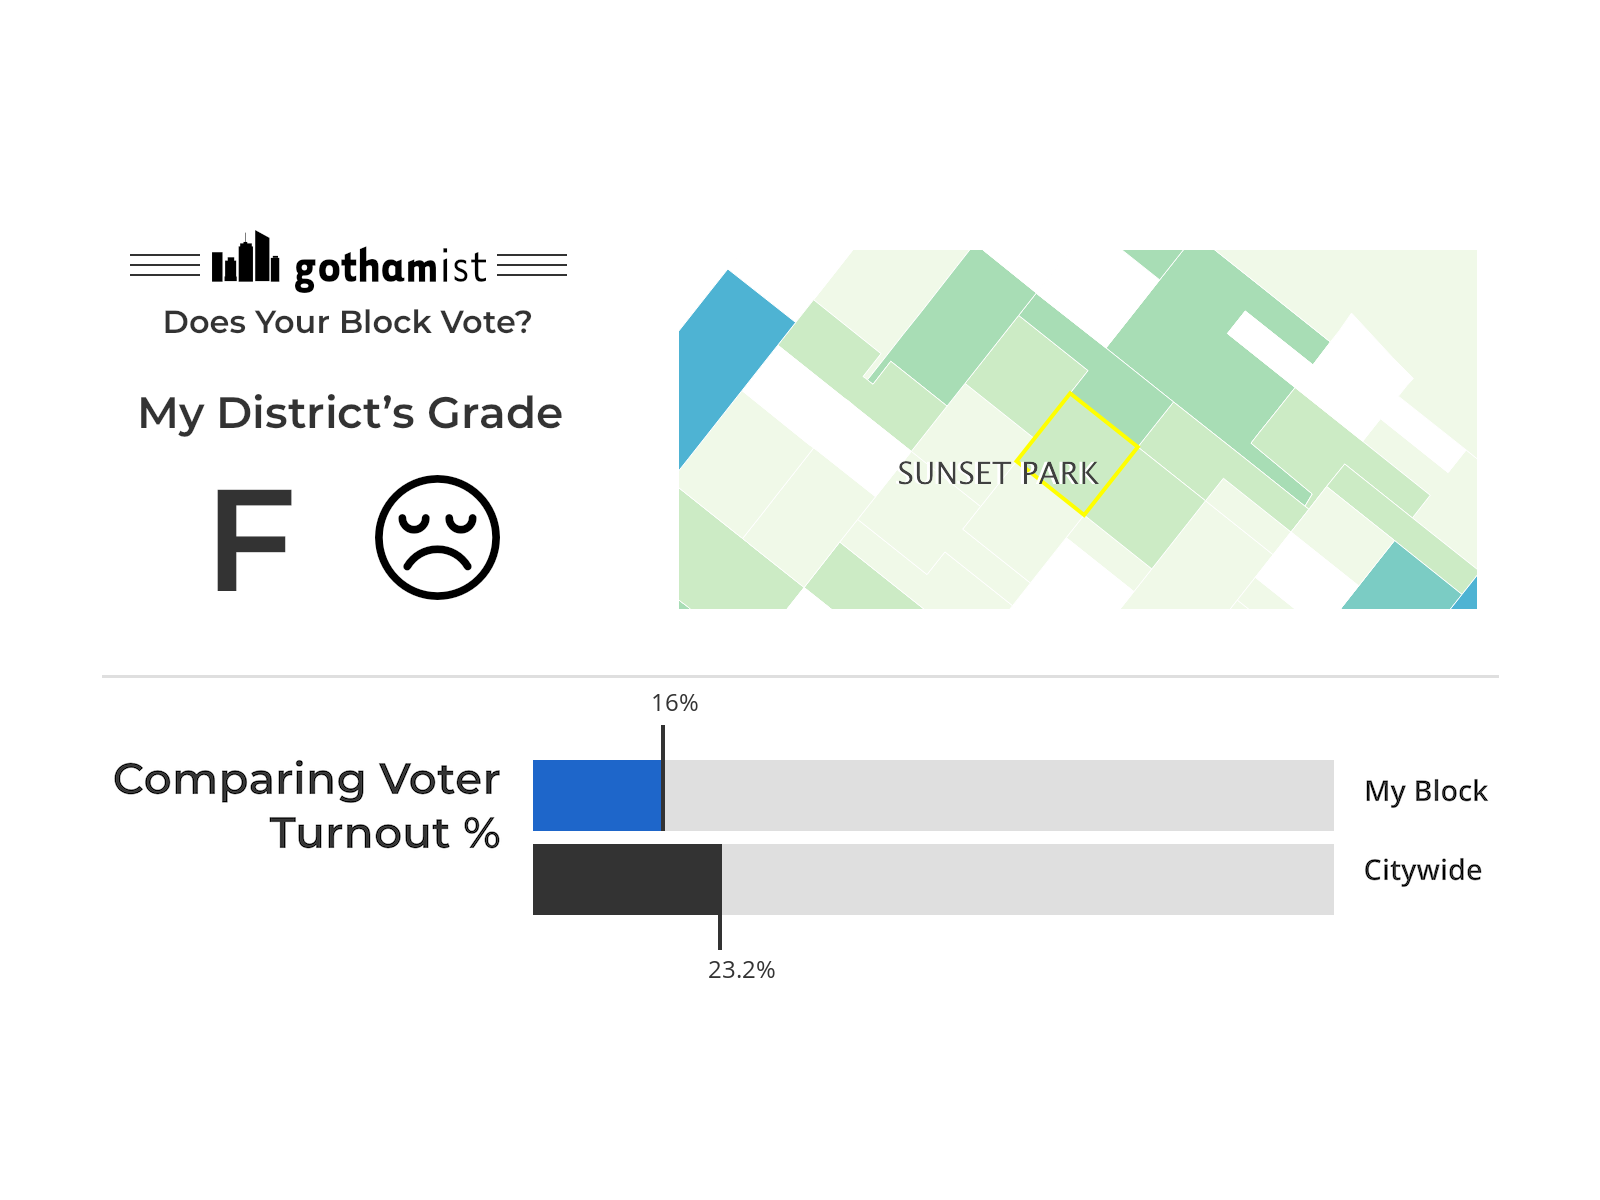 gothamist
Does Your Block Vote?
My District's Grade
F
SUNSET PARK
16%
Comparing Voter
Turnout %
My Block
Citywide
23.2%